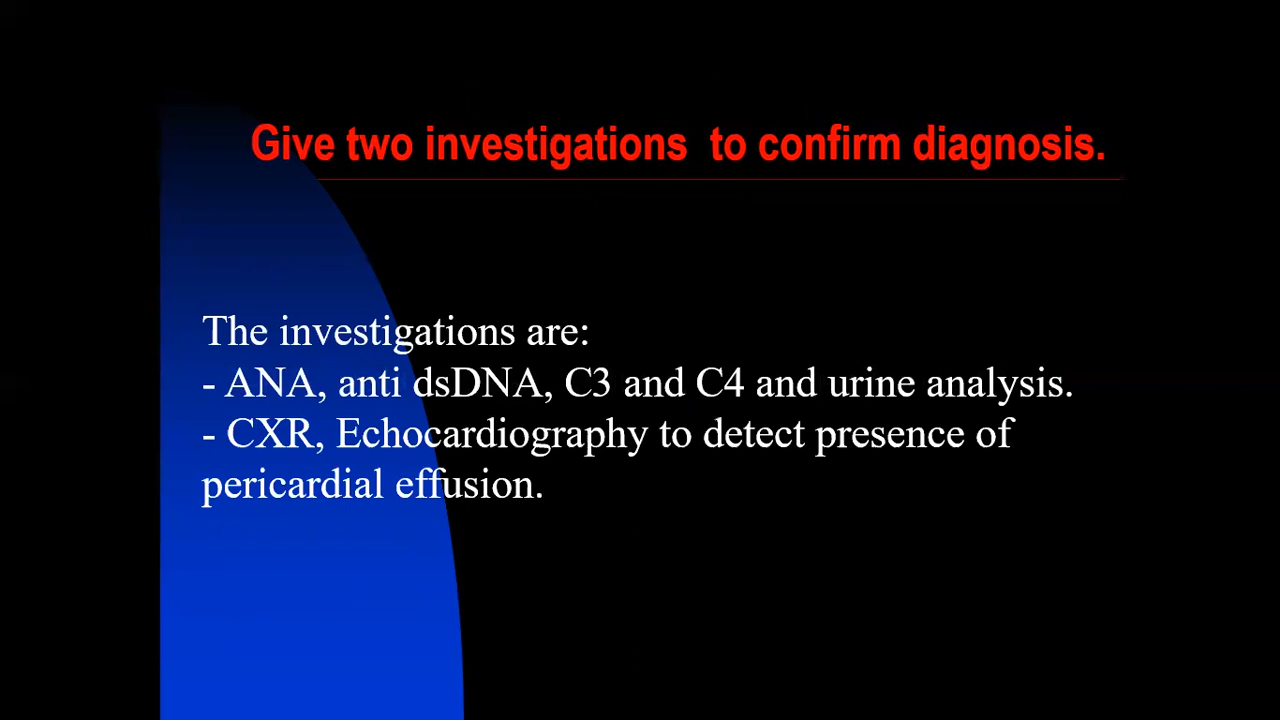 Give two investigations to confirm diagnosis.
The investigations are:
- ANA, anti dsDNA, C3 and C4 and urine analysis.
- CXR, Echocardiography to detect presence of
pericardial effusion.